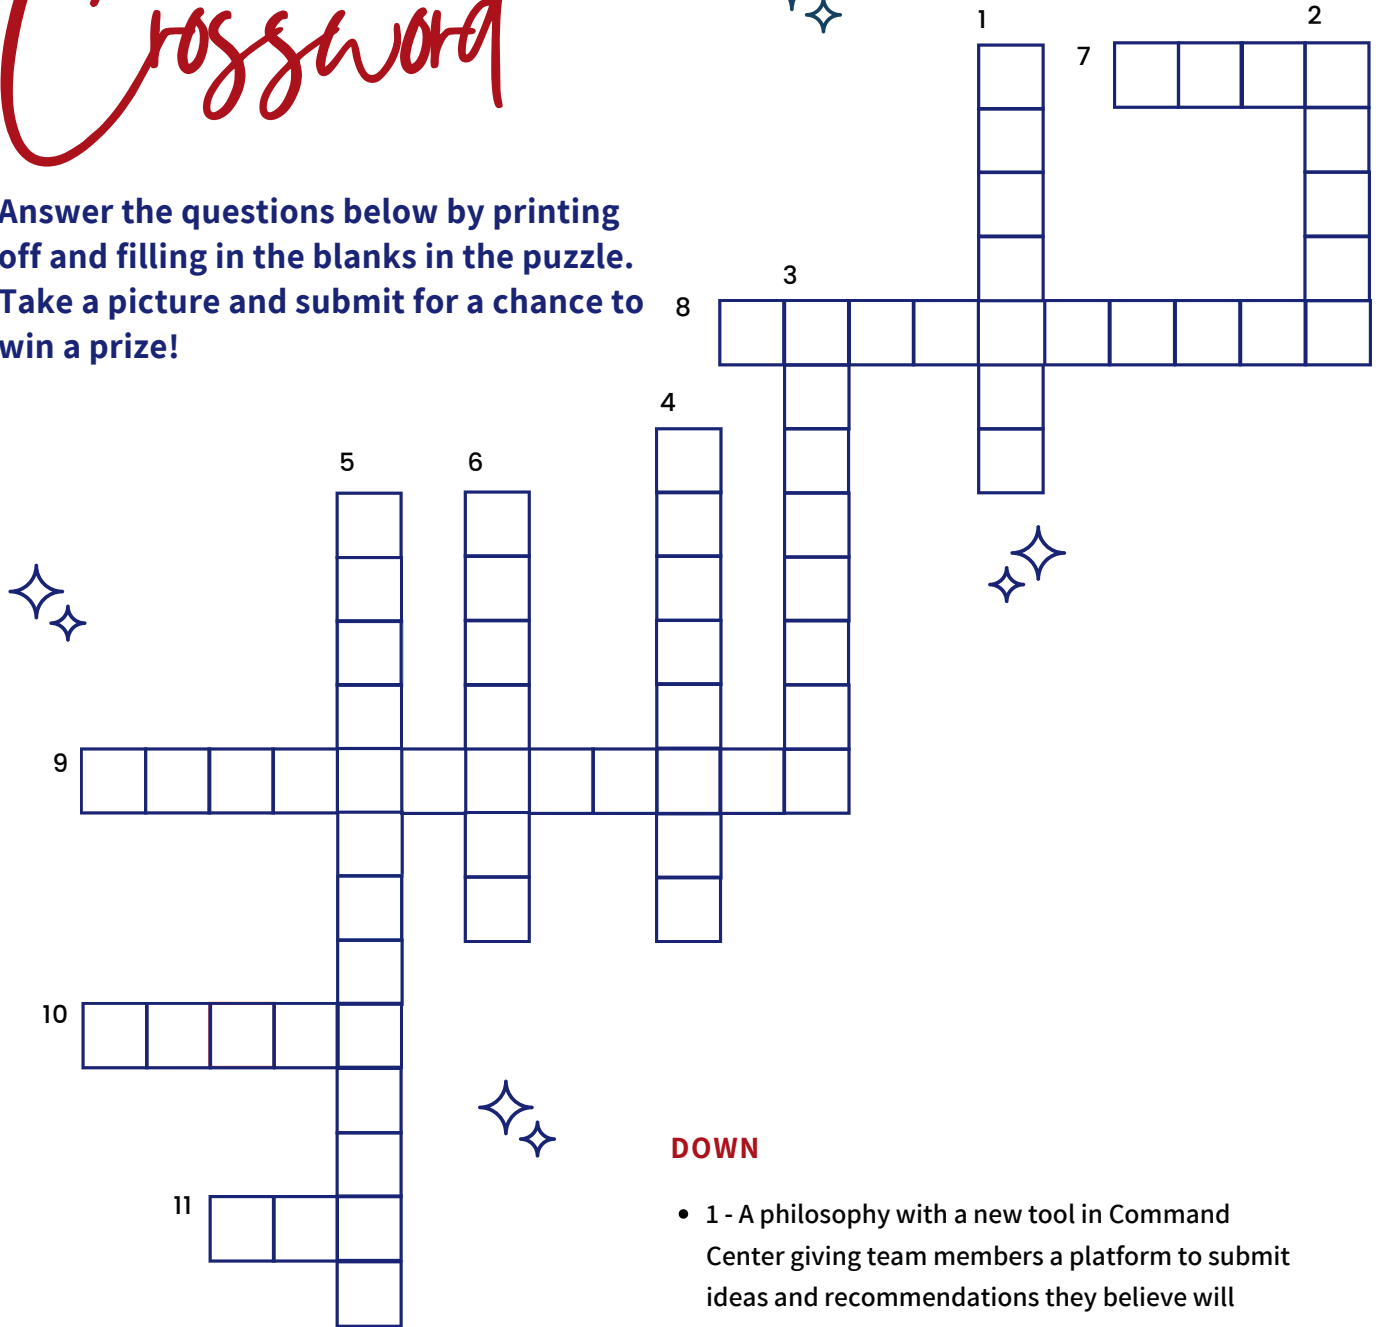 Crossword
1
2
7
Answer the questions below by printing
off and filling in the blanks in the puzzle.
Take a picture and submit for a chance to
win a prize!
3
8
4
5
6
9
10
11
DOWN
• 1 - A philosophy with a new tool in Command
Center giving team members a platform to submit
ideas and recommendations they believe will